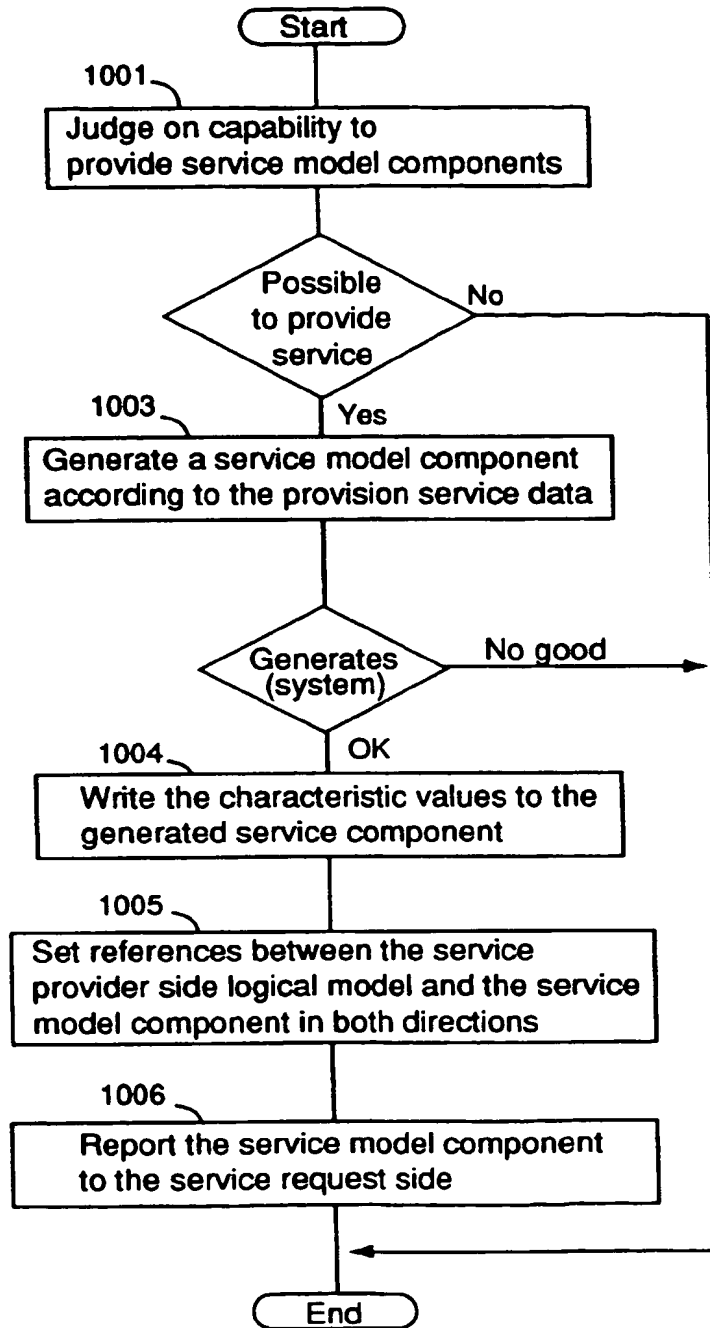 Start
1001
Judge on capability to
provide service model components
Possible
to provide
service
No
Yes
1003
Generate a service model component
according to the provision service data
Generates
(system)
No good
OK
1004
Write the characteristic values to the
generated service component
1005
Set references between the service
provider side logical model and the service
model component in both directions
1006
Report the service model component
to the service request side
End